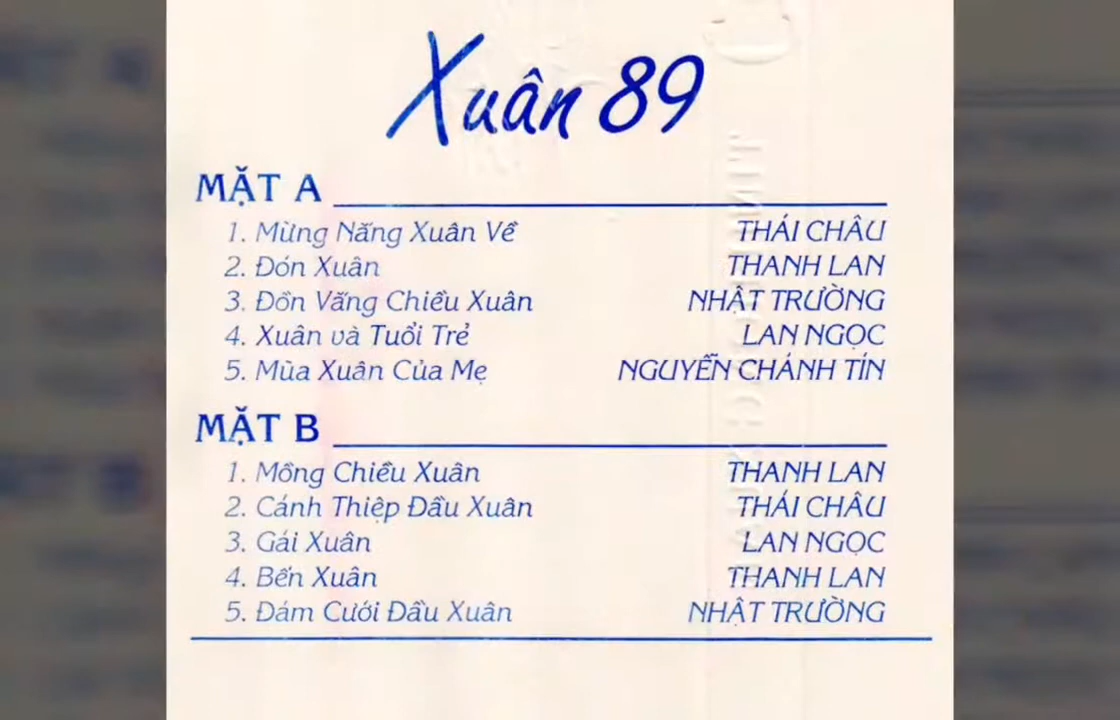 Xuân 89
MẶT A
1. Mừng Nắng Xuân Về THÁI CHÂU
2. Đón Xuân THANH LAN
3. Đồn Vắng Chiều Xuân NHẬT TRƯỜNG
4. Xuân và Tuổi Trẻ LAN NGỌC
5. Mùa Xuân Của Mẹ NGUYỄN CHÁNH TÍN
MẶT B
1. Mộng Chiều Xuân THANH LAN
2. Cánh Thiệp Đầu Xuân THÁI CHÂU
3. Gái Xuân LAN NGỌC
4. Bến Xuân THANH LAN
5. Đám Cưới Đầu Xuân NHẬT TRƯỜNG